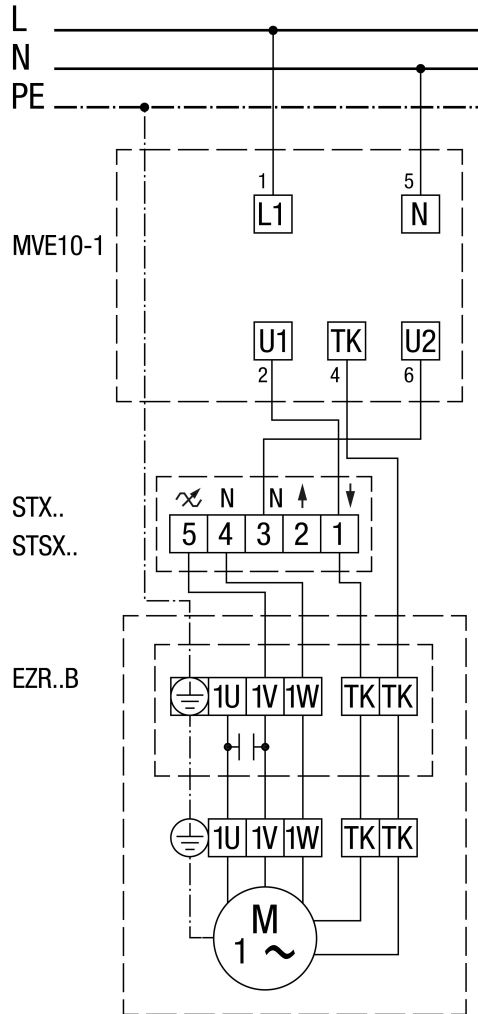 L
N
PE
1 5
L1 N
MVE10-1
U1 TK U2
2 4 6
N N
STX..
5 4 3 2 1
STSX..
EZR..B
1U 1V 1W TK TK
1U 1V 1W TK TK
M
1 ~